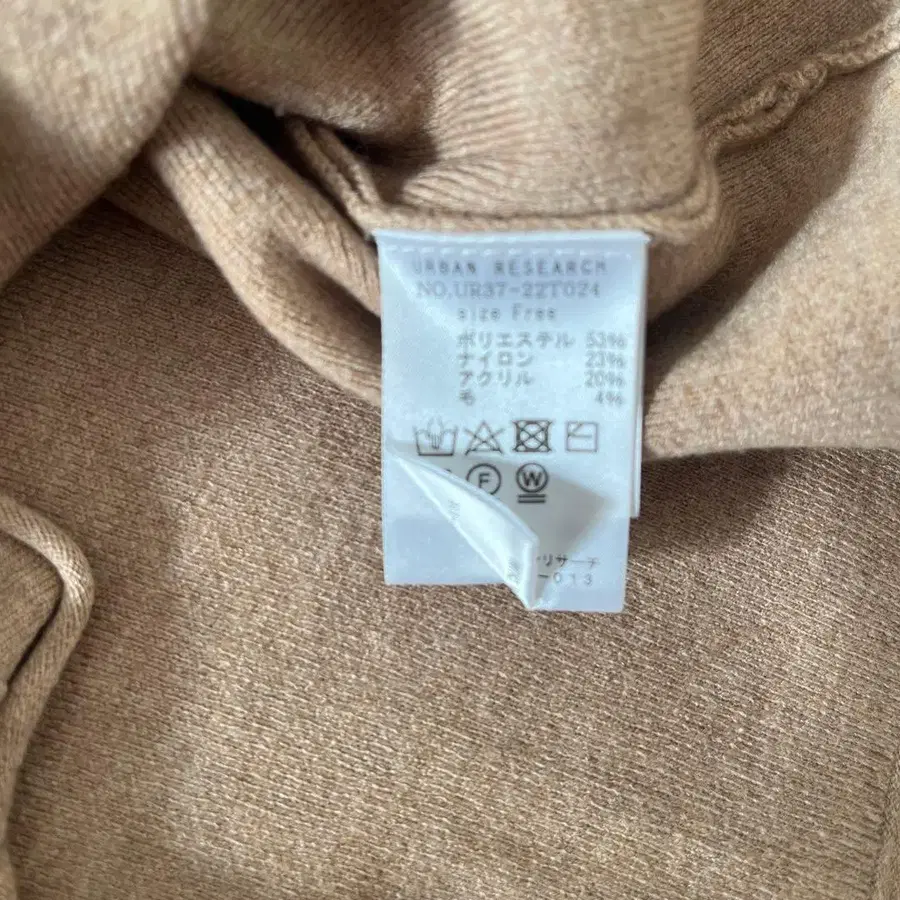 URBAN RESEARCH
NO,UR37-22T024
size Free
ポリエステル 53%
ナイロン 23%
アクリル 20%
毛 4%
F W
リサーチ
-013